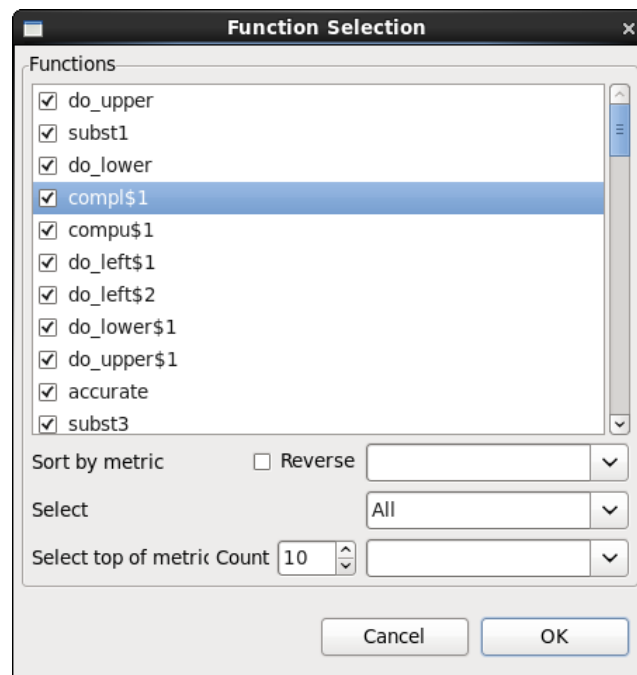 Function Selection
Functions
do_upper
subst1
do_lower
compl$1
compu$1
do_left$1
do_left$2
do_lower$1
do_upper$1
accurate
subst3
Sort by metric Reverse
Select All
Select top of metric Count 10
Cancel OK